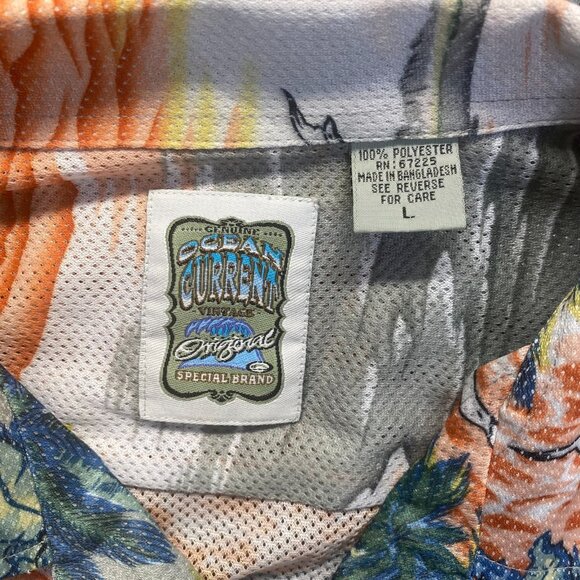 100% POLYESTER
RN: 67225
MADE IN BANGLADESH
SEE REVERSE
FOR CARE
L
GENUINE
OCEAN
CURRENT
VINTAGE
Original
SPECIAL BRAND